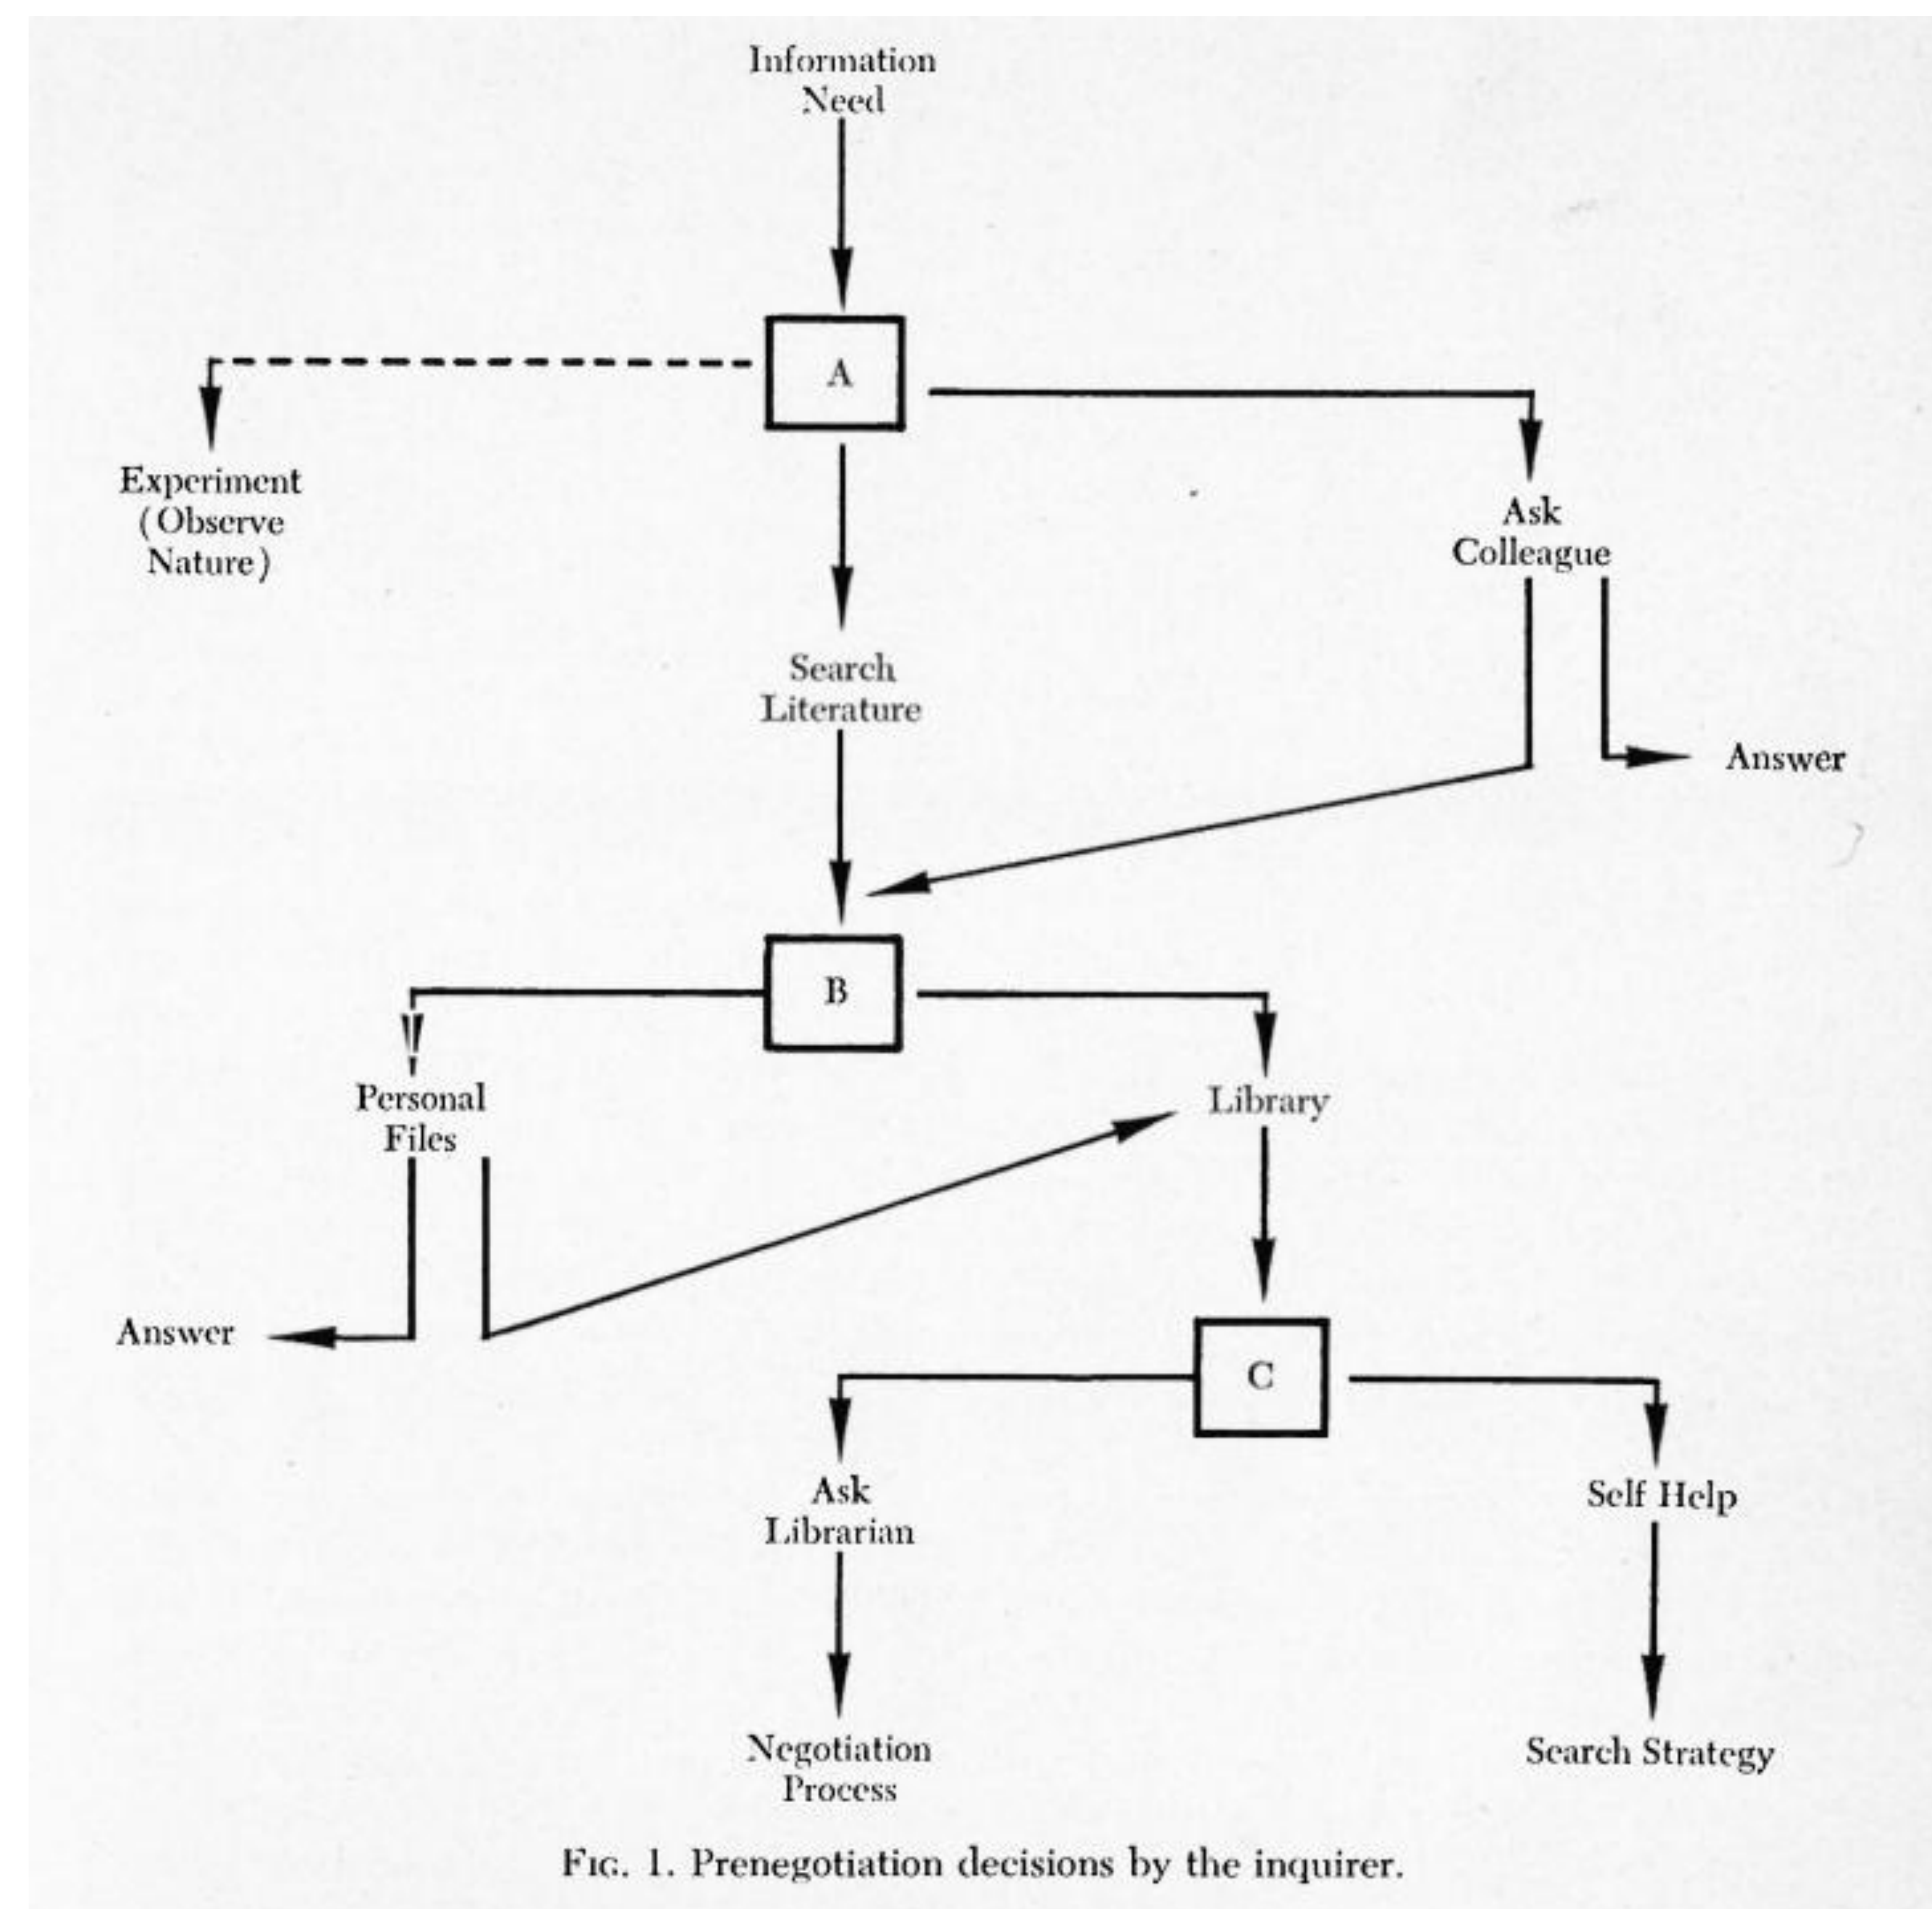 Information
Need
A
Experiment
(Observe
Nature)
Ask
Colleague
Search
Literature
Answer
B
Personal
Files
Library
Answer
C
Ask
Librarian
Self Help
Negotiation
Process
Search Strategy
FIG. 1. Prenegotiation decisions by the inquirer.